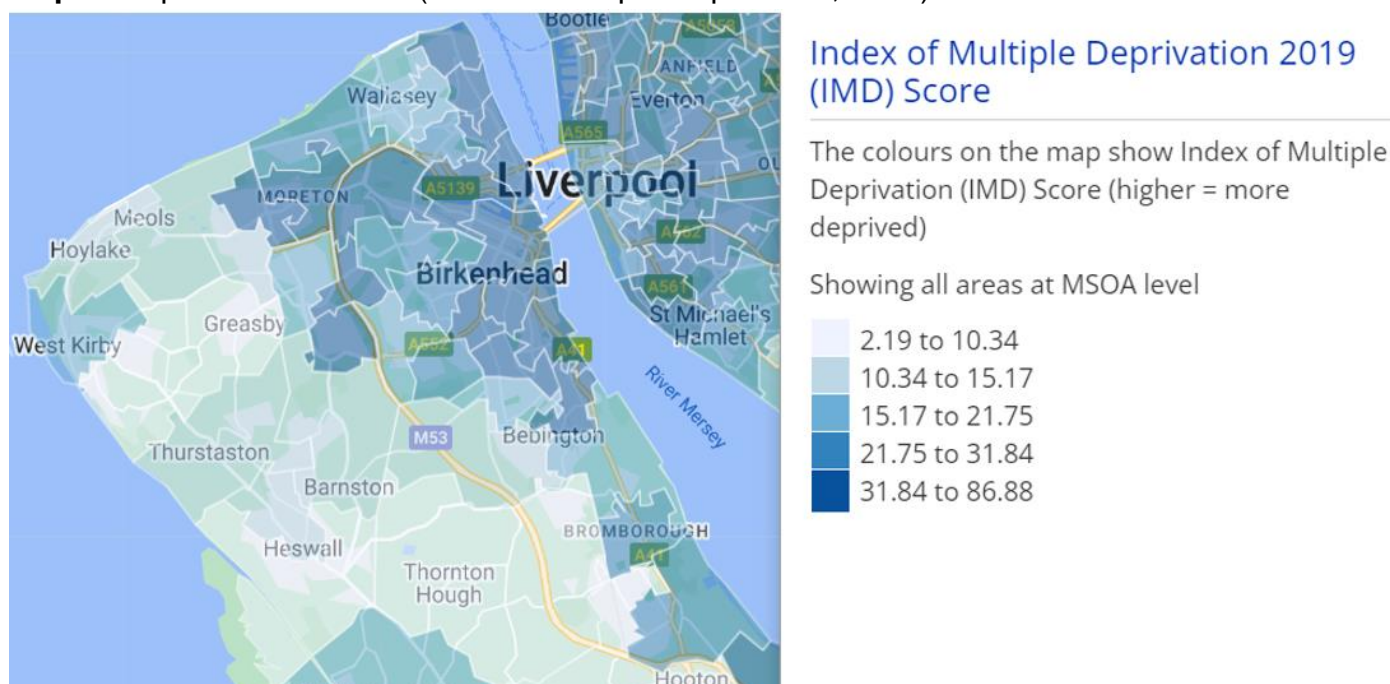 Bootle
A5058
ANFIELD
Wallasey
Everton
A565
Liverpool
A5139
MORETON
Meols
Hoylake
A562
Birkenhead
A561
St Michael's
Hamlet
Greasby
West Kirby
A552
A41
River Mersey
M53
Bebington
Thurstaston
Barnston
BROMBOROUGH
Heswall
A41
Thornton
Hough
Hooton
Index of Multiple Deprivation 2019
(IMD) Score
The colours on the map show Index of Multiple
Deprivation (IMD) Score (higher = more
deprived)
Showing all areas at MSOA level
2.19 to 10.34
10.34 to 15.17
15.17 to 21.75
21.75 to 31.84
31.84 to 86.88